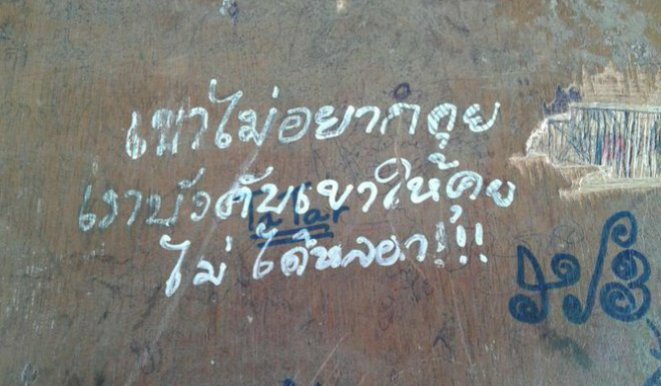 เขาไม่อยากคุย
เราบังคับเขาให้คุย
ไม่ได้หลอก!!!
Tatar